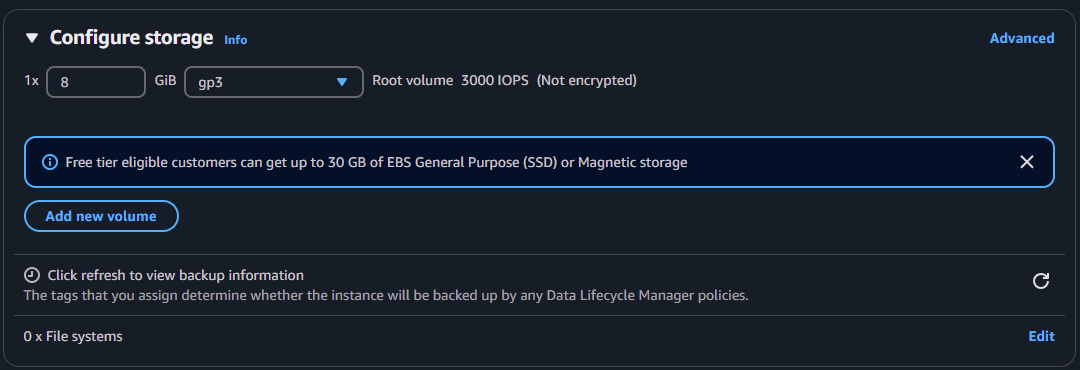 Configure storage Info Advanced
1x 8 GiB gp3 Root volume 3000 IOPS (Not encrypted)
Free tier eligible customers can get up to 30 GB of EBS General Purpose (SSD) or Magnetic storage
Add new volume
Click refresh to view backup information
The tags that you assign determine whether the instance will be backed up by any Data Lifecycle Manager policies.
0 x File systems Edit